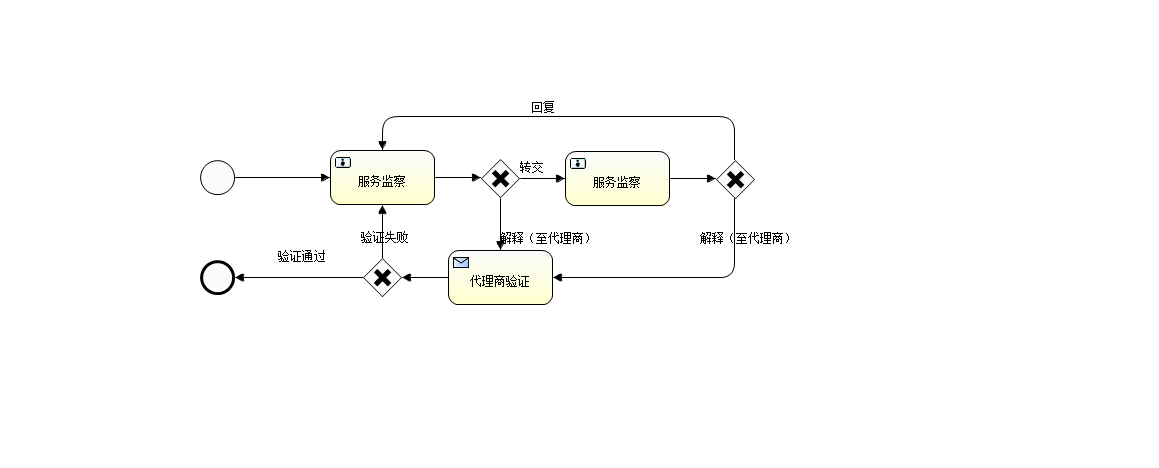 回复
转交
服务监察
服务监察
验证失败
解释（至代理商）
解释（至代理商）
验证通过
代理商验证